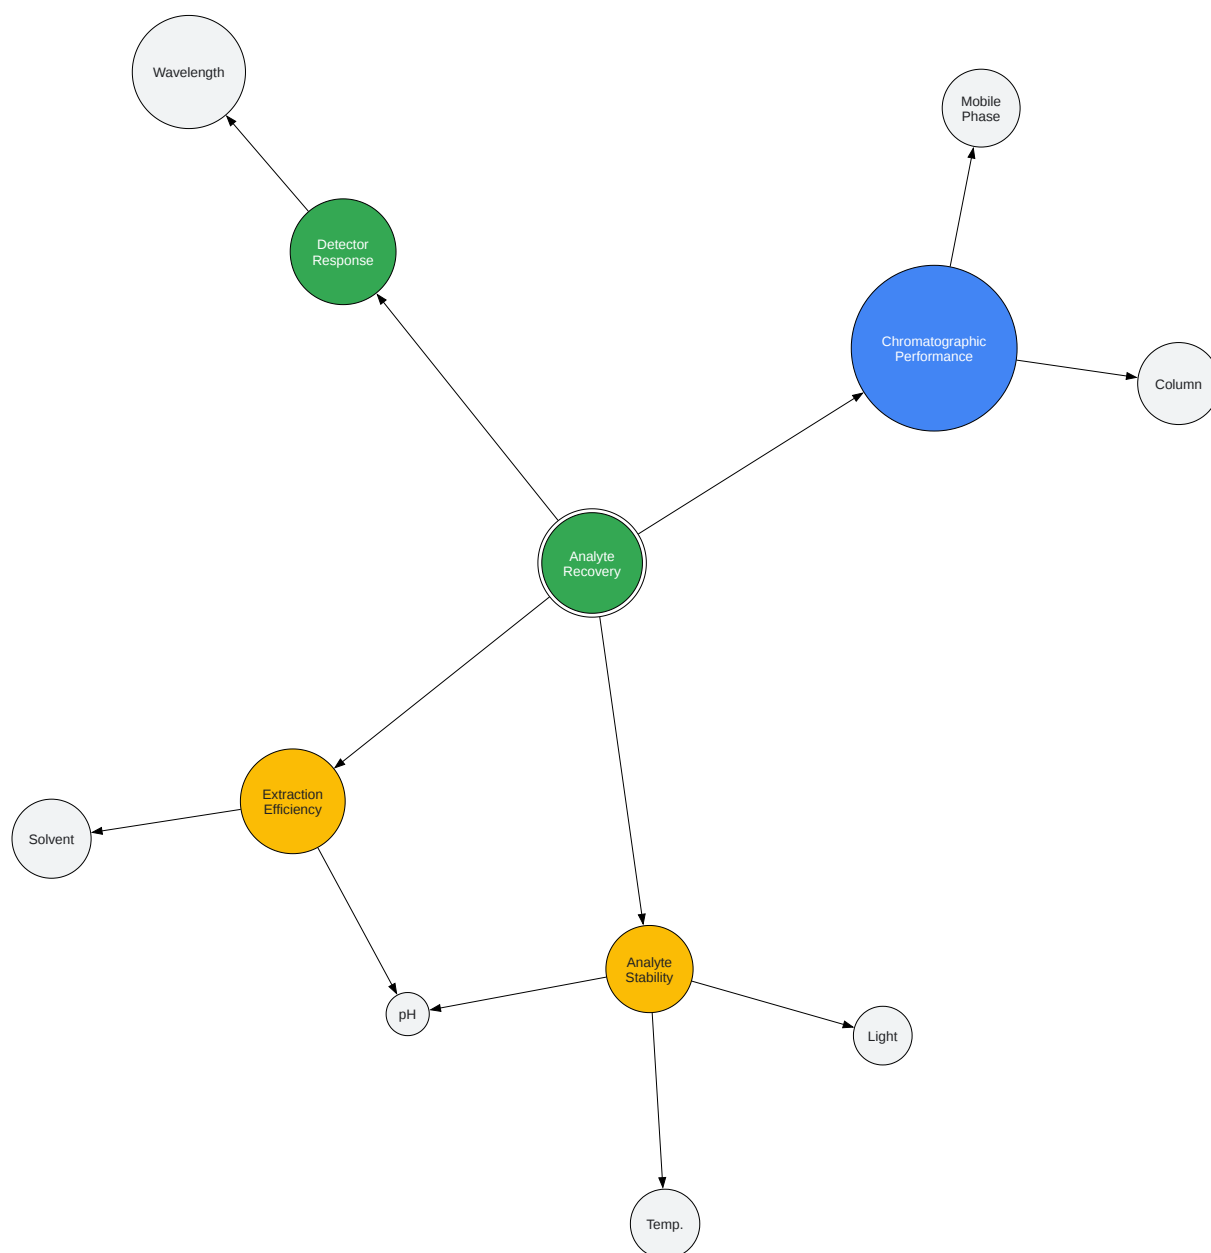 Wavelength
Mobile
Phase
Detector
Response
Chromatographic
Performance
Column
Analyte
Recovery
Extraction
Efficiency
Solvent
Analyte
Stability
pH
Light
Temp.